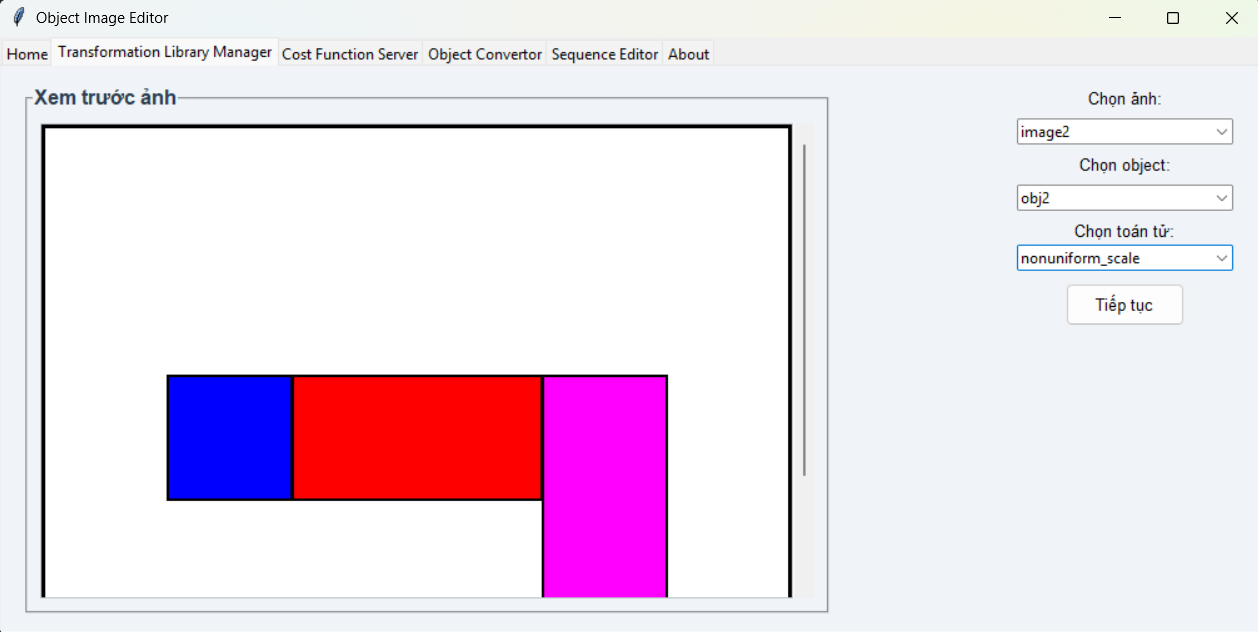 Object Image Editor
Home Transformation Library Manager Cost Function Server Object Convertor Sequence Editor About
Xem trước ảnh
Chọn ảnh:
image2
Chọn object:
obj2
Chọn toán tử:
nonuniform_scale
Tiếp tục